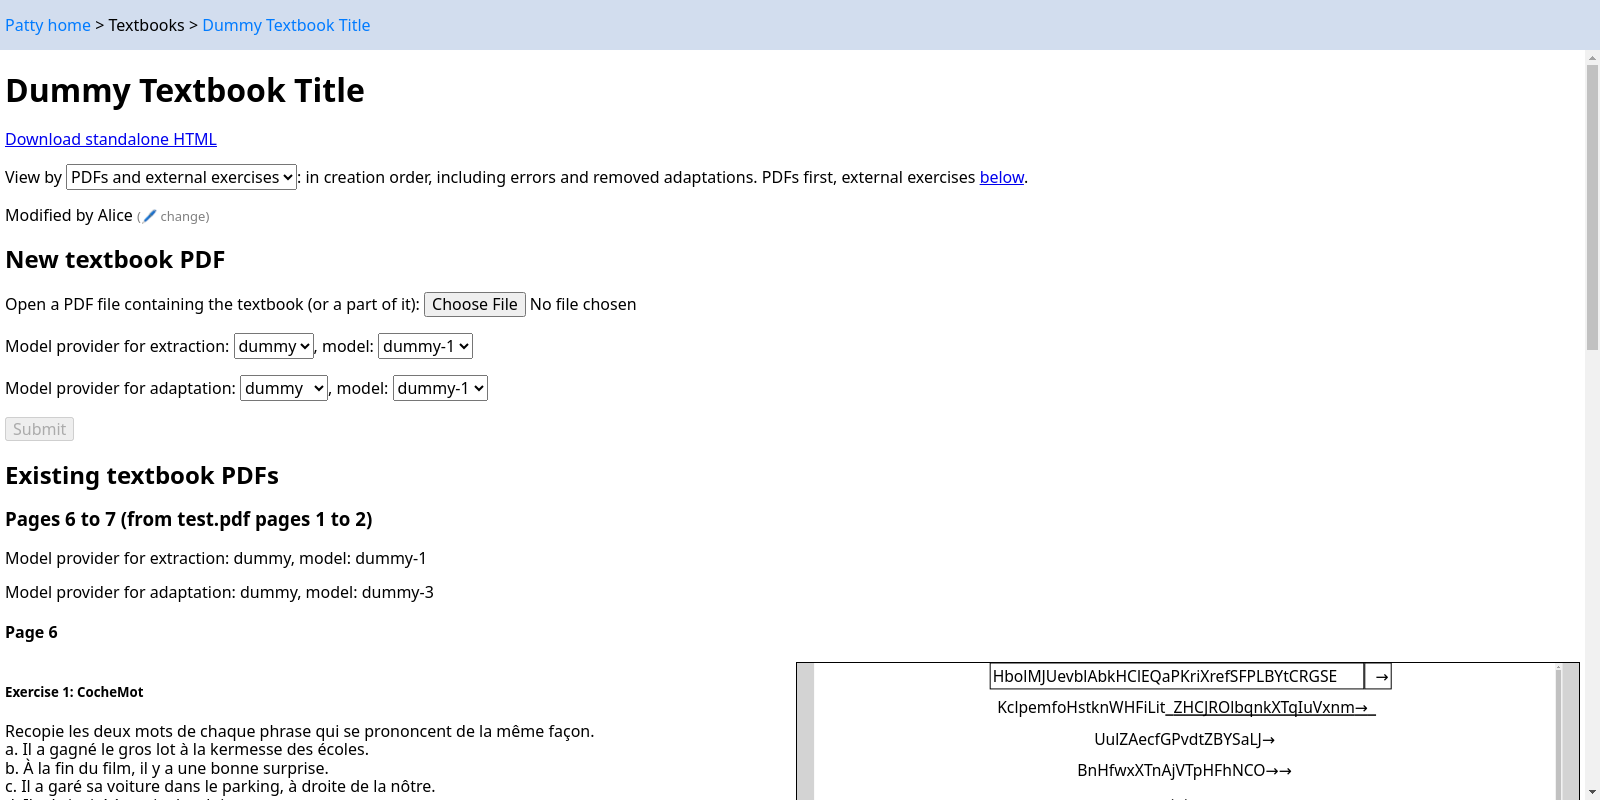 Patty home > Textbooks > Dummy Textbook Title
Dummy Textbook Title
Download standalone HTML
View by PDFs and external exercises : in creation order, including errors and removed adaptations. PDFs first, external exercises below.
Modified by Alice (🖊️ change)
New textbook PDF
Open a PDF file containing the textbook (or a part of it): Choose File No file chosen
Model provider for extraction: dummy , model: dummy-1
Model provider for adaptation: dummy , model: dummy-1
Submit
Existing textbook PDFs
Pages 6 to 7 (from test.pdf pages 1 to 2)
Model provider for extraction: dummy, model: dummy-1
Model provider for adaptation: dummy, model: dummy-3
Page 6
Exercise 1: CocheMot
Recopie les deux mots de chaque phrase qui se prononcent de la même façon.
a. Il a gagné le gros lot à la kermesse des écoles.
b. À la fin du film, il y a une bonne surprise.
c. Il a garé sa voiture dans le parking, à droite de la nôtre.